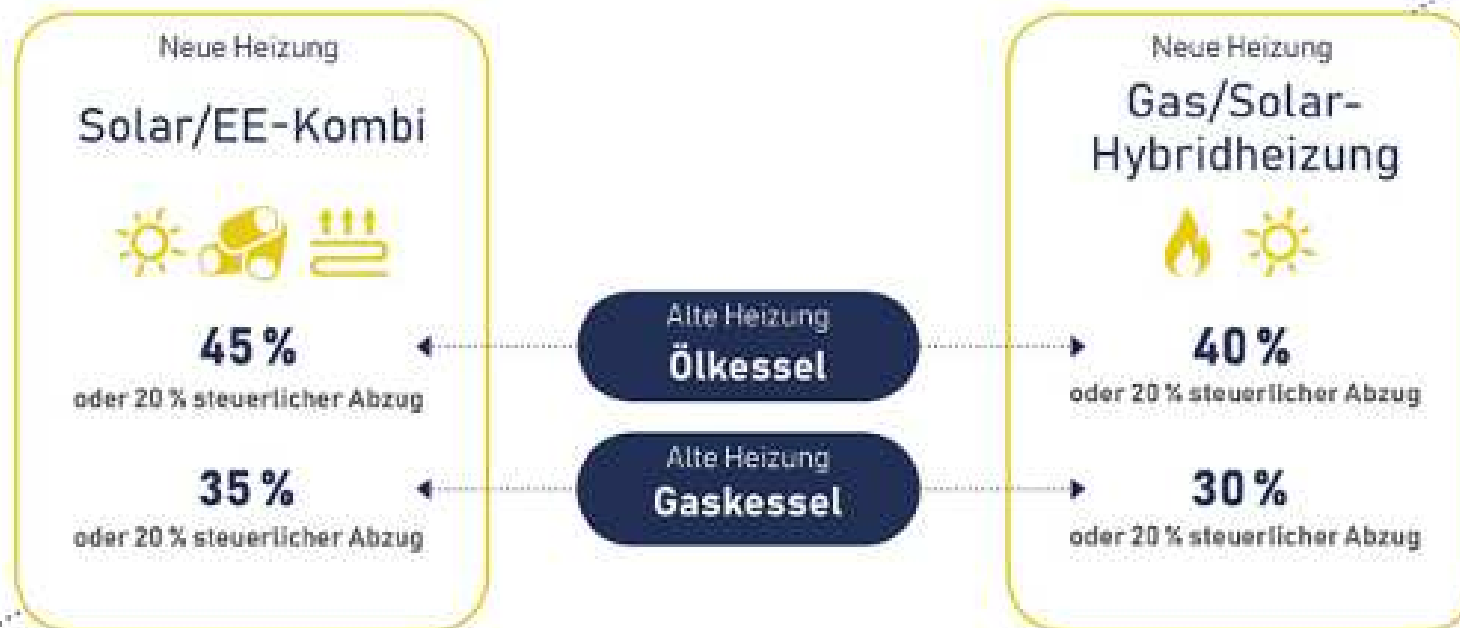 Neue Heizung
Solar/EE-Kombi
45 %
oder 20 % steuerlicher Abzug
35 %
oder 20 % steuerlicher Abzug
Alte Heizung
Ölkessel
Alte Heizung
Gaskessel
Neue Heizung
Gas/Solar-
Hybridheizung
40 %
oder 20 % steuerlicher Abzug
30 %
oder 20 % steuerlicher Abzug